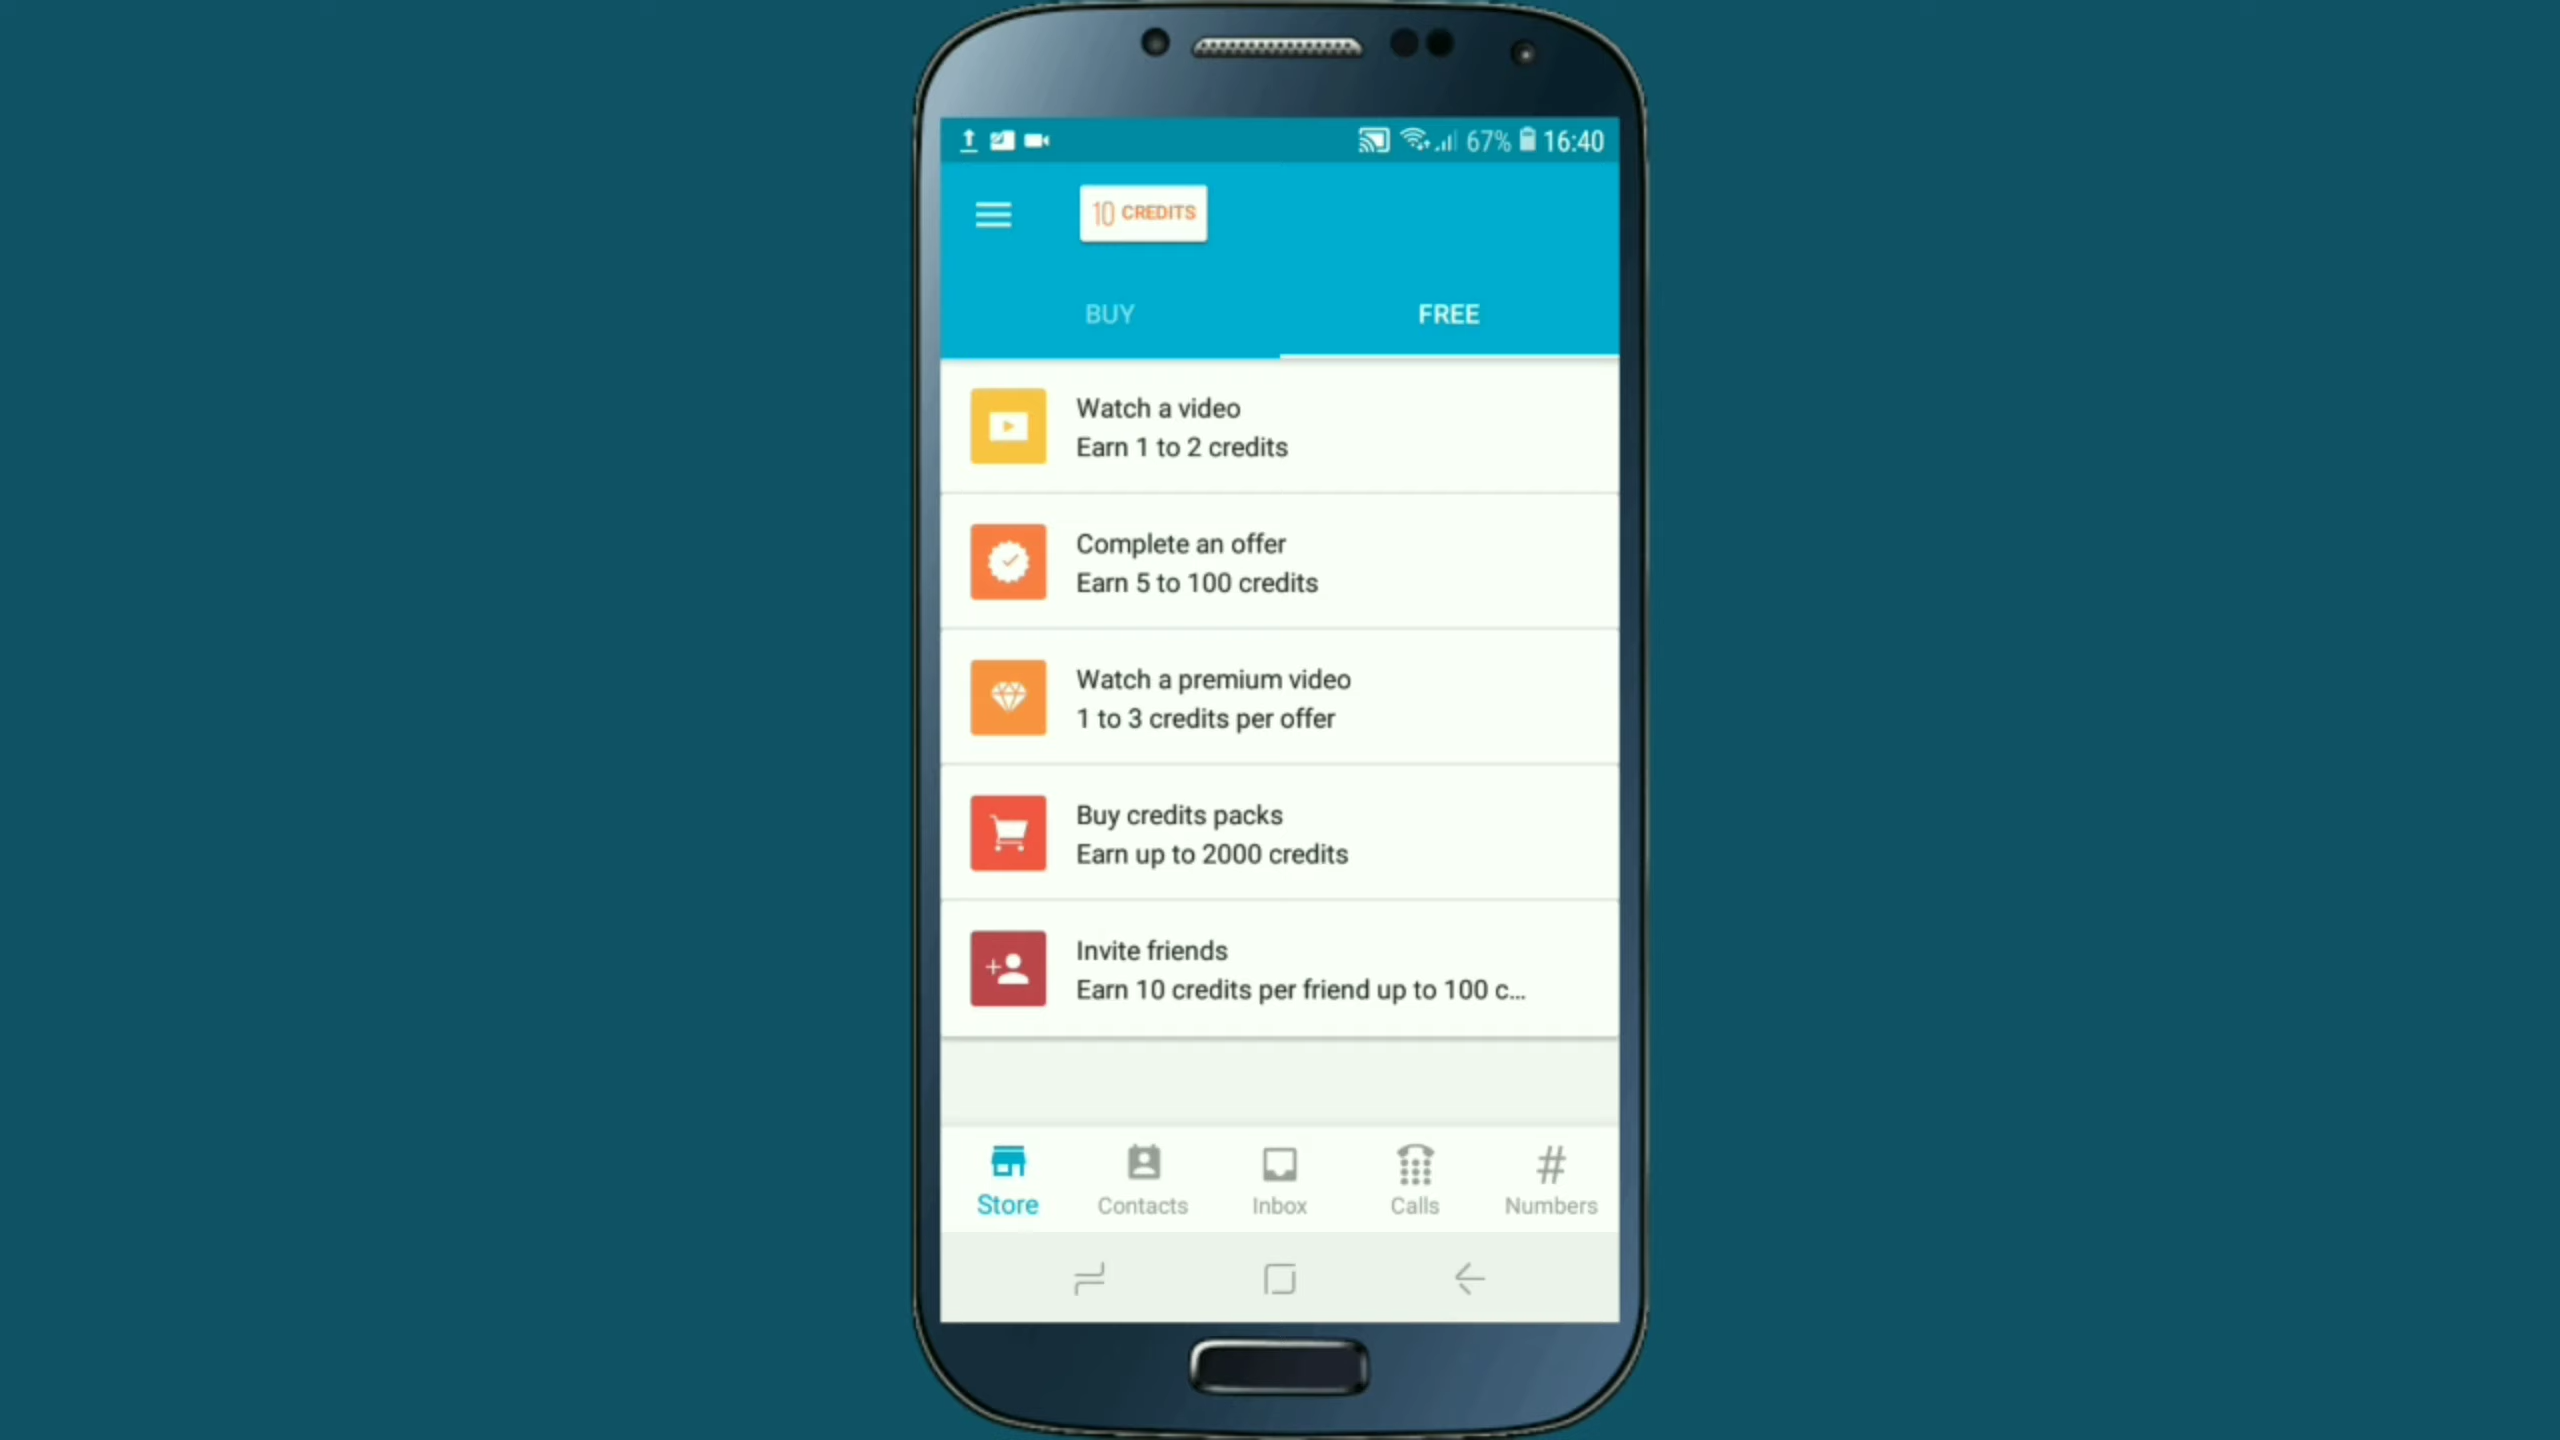 67% 16:40
10 CREDITS
BUY FREE
Watch a video
Earn 1 to 2 credits
Complete an offer
Earn 5 to 100 credits
Watch a premium video
1 to 3 credits per offer
Buy credits packs
Earn up to 2000 credits
Invite friends
Earn 10 credits per friend up to 100 c...
Store Contacts Inbox Calls Numbers